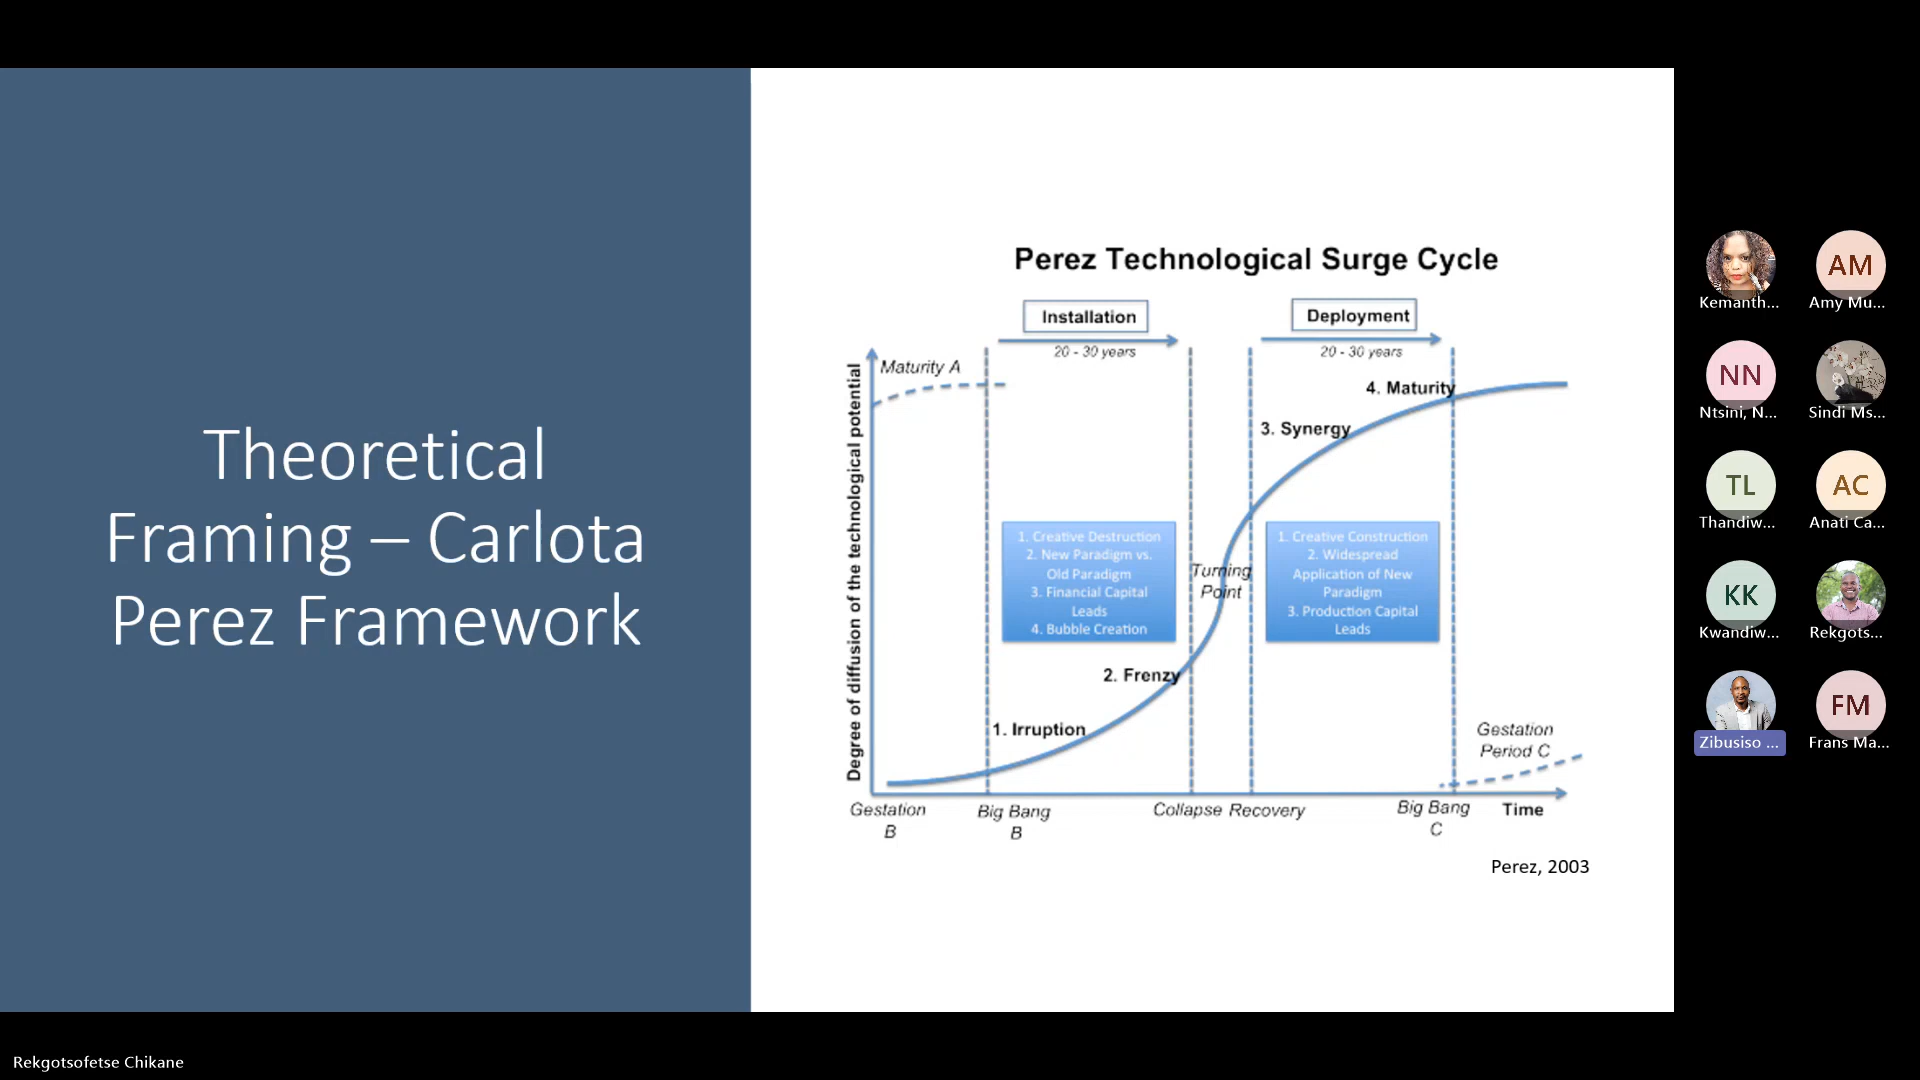 Theoretical
Framing – Carlota
Perez Framework
Perez Technological Surge Cycle
Installation
20 - 30 years
Deployment
20 - 30 years
Degree of diffusion of the technological potential
Maturity A
4. Maturity
3. Synergy
1. Creative Destruction
2. New Paradigm vs.
Old Paradigm
3. Financial Capital
Leads
4. Bubble Creation
Turning
Point
1. Creative Construction
2. Widespread
Application of New
Paradigm
3. Production Capital
Leads
2. Frenzy
1. Irruption
Gestation
Period C
Gestation
B
Big Bang
B
Collapse Recovery
Big Bang
C
Time
Perez, 2003
Kemanth...
AM
Amy Mu...
NN
Ntsini, N...
Sindi Ms...
TL
Thandiw...
AC
Anati Ca...
KK
Kwandiw...
Rekgots...
Zibusiso ...
FM
Frans Ma...
Rekgotsofetse Chikane